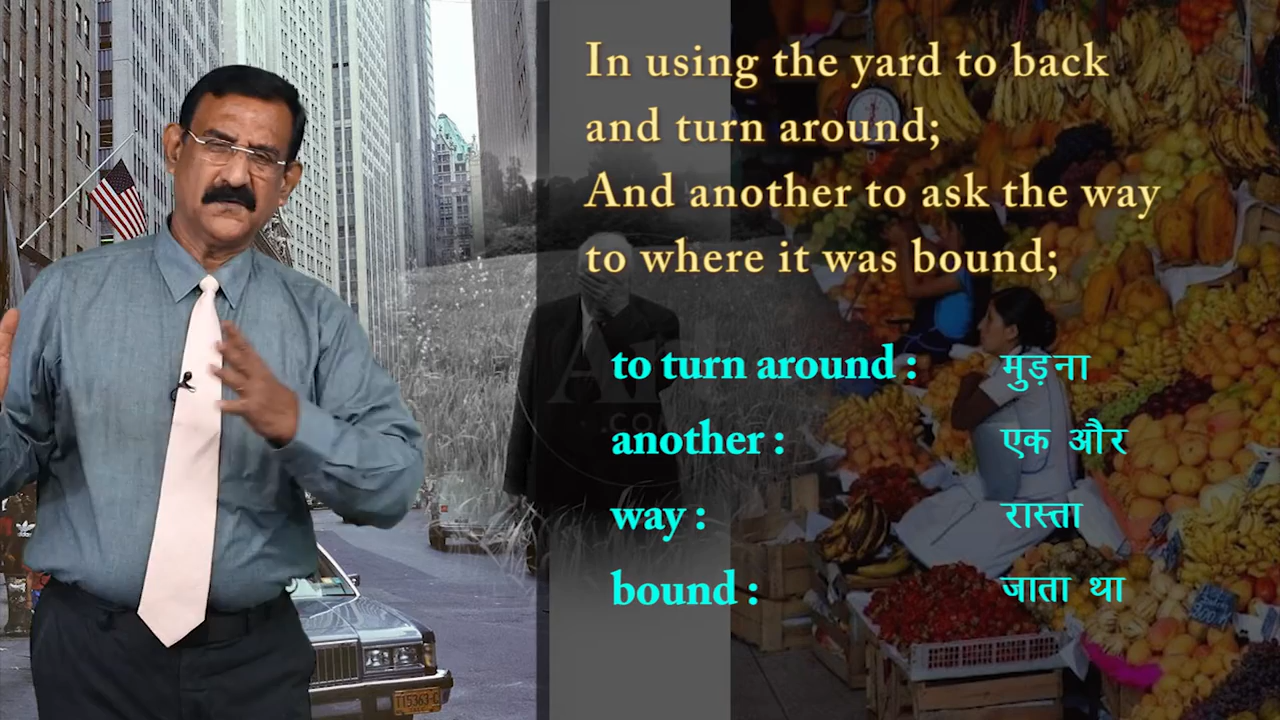 In using the yard to back
and turn around;
And another to ask the way
to where it was bound;
to turn around : मुड़ना
another : एक और
way : रास्ता
bound : जाता था